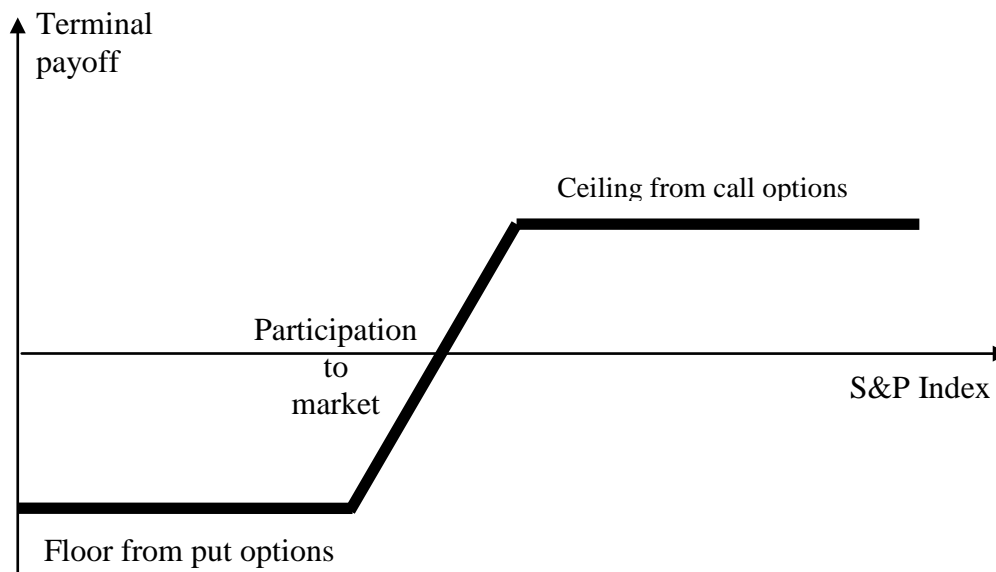 Terminal
payoff
Ceiling from call options
Participation
to
market
S&P Index
Floor from put options